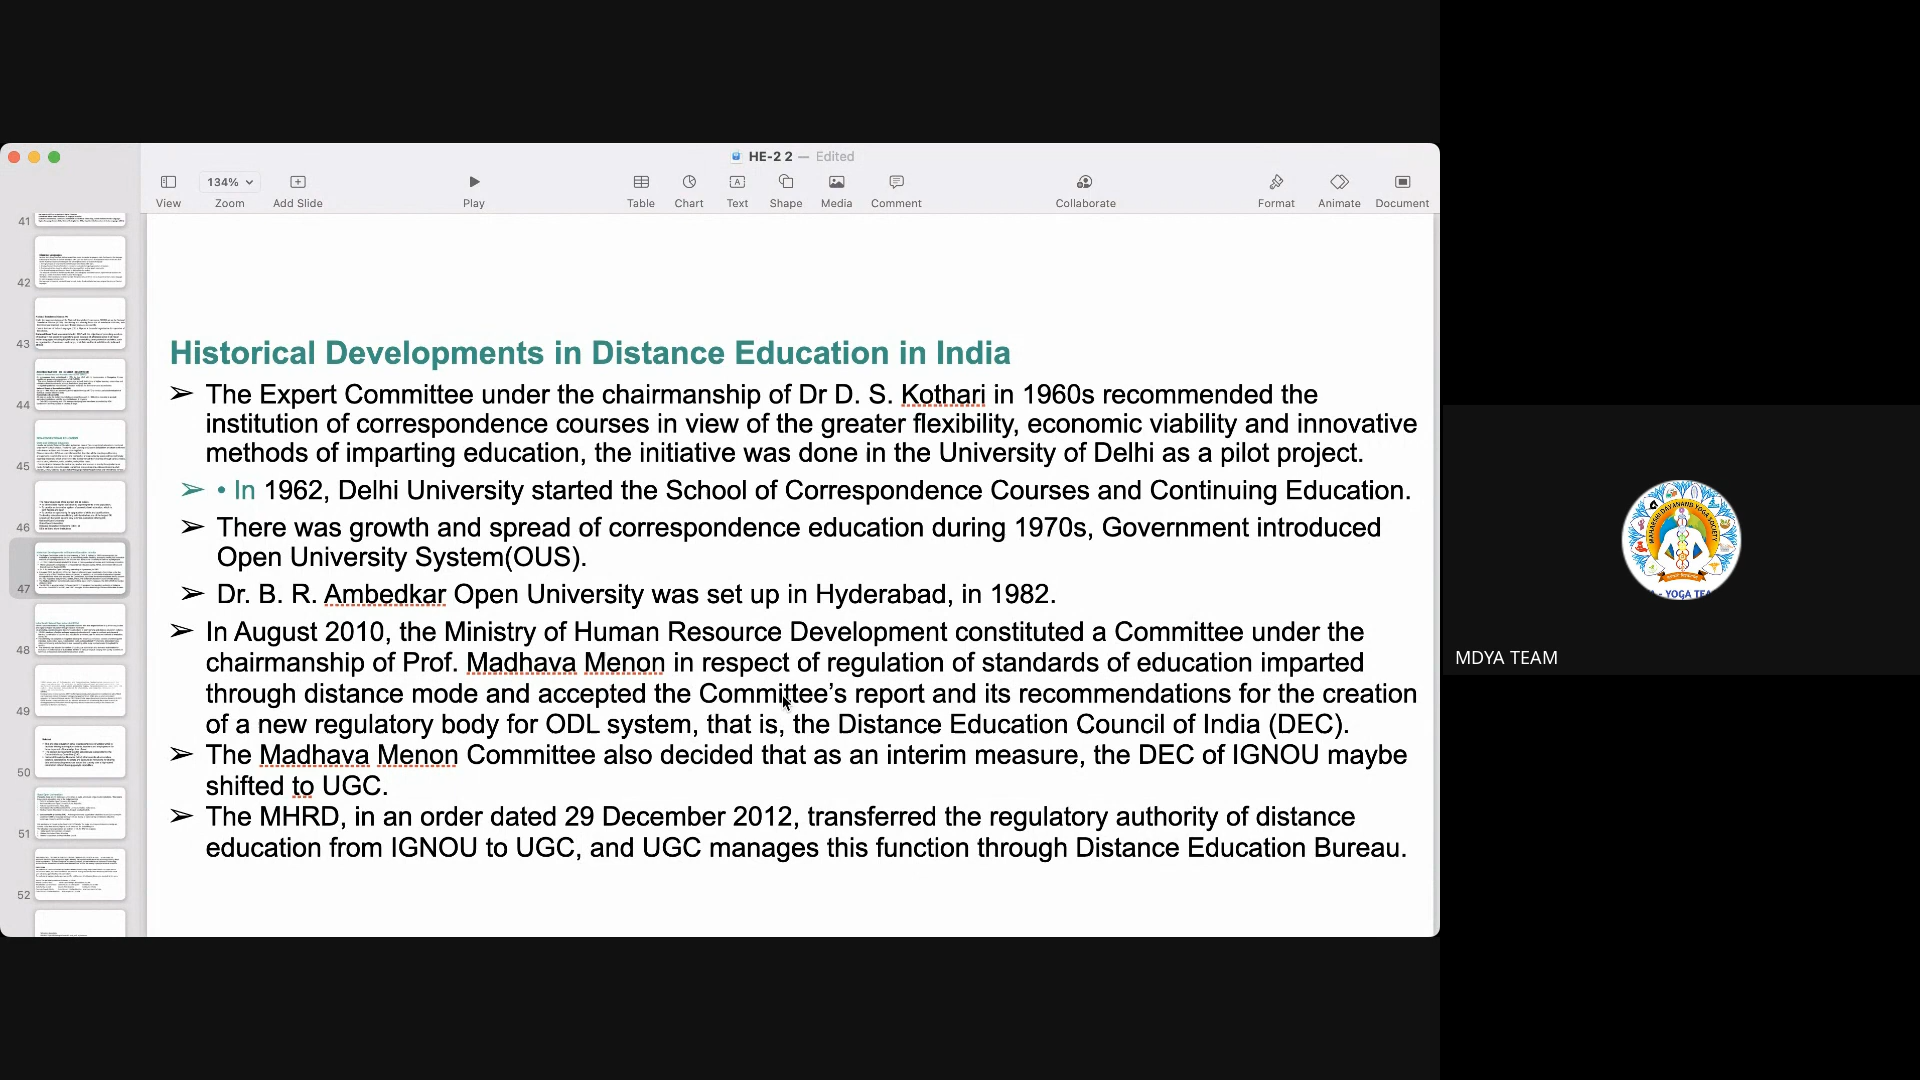 HE-2 2 — Edited
134%
View Zoom Add Slide Play Table Chart Text Shape Media Comment Collaborate Format Animate Document
41
42
43
44
45
46
47
48
49
50
51
52
Historical Developments in Distance Education in India
➢ The Expert Committee under the chairmanship of Dr D. S. Kothari in 1960s recommended the
institution of correspondence courses in view of the greater flexibility, economic viability and innovative
methods of imparting education, the initiative was done in the University of Delhi as a pilot project.
➢ • In 1962, Delhi University started the School of Correspondence Courses and Continuing Education.
➢ There was growth and spread of correspondence education during 1970s, Government introduced
Open University System(OUS).
➢ Dr. B. R. Ambedkar Open University was set up in Hyderabad, in 1982.
➢ In August 2010, the Ministry of Human Resource Development constituted a Committee under the
chairmanship of Prof. Madhava Menon in respect of regulation of standards of education imparted
through distance mode and accepted the Committee’s report and its recommendations for the creation
of a new regulatory body for ODL system, that is, the Distance Education Council of India (DEC).
➢ The Madhava Menon Committee also decided that as an interim measure, the DEC of IGNOU maybe
shifted to UGC.
➢ The MHRD, in an order dated 29 December 2012, transferred the regulatory authority of distance
education from IGNOU to UGC, and UGC manages this function through Distance Education Bureau.
MAHARSHI DAYANAND YOGA SOCIETY
- YOGA TEA
MDYA TEAM